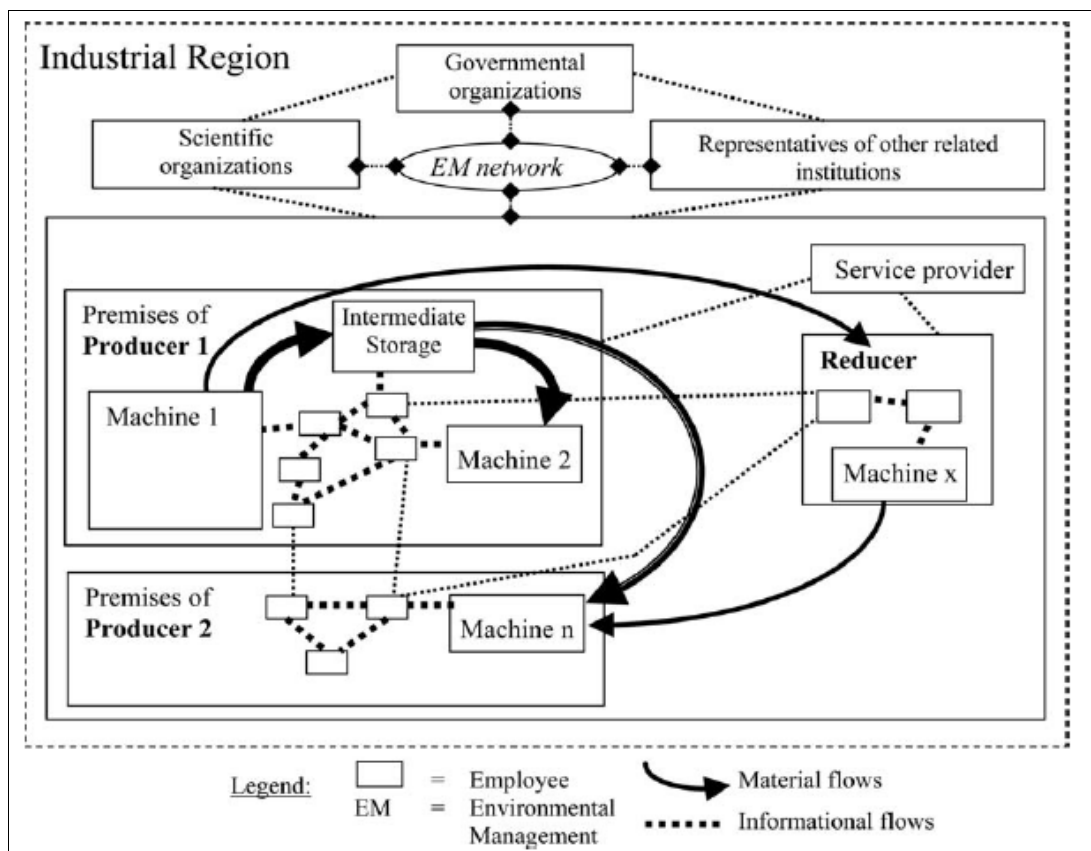 Industrial Region
Governmental
organizations
Scientific
organizations
EM network
Representatives of other related
institutions
Service provider
Premises of
Producer 1
Intermediate
Storage
Reducer
Machine 1
Machine 2
Machine x
Premises of
Producer 2
Machine n
Legend:
= Employee
EM = Environmental
Management
Material flows
Informational flows